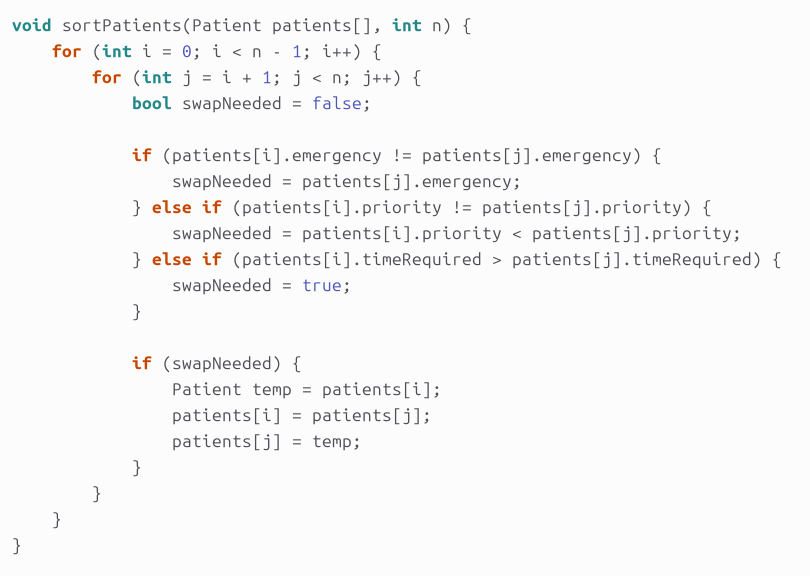 void sortPatients(Patient patients[], int n) {
    for (int i = 0; i < n - 1; i++) {
        for (int j = i + 1; j < n; j++) {
            bool swapNeeded = false;

            if (patients[i].emergency != patients[j].emergency) {
                swapNeeded = patients[j].emergency;
            } else if (patients[i].priority != patients[j].priority) {
                swapNeeded = patients[i].priority < patients[j].priority;
            } else if (patients[i].timeRequired > patients[j].timeRequired) {
                swapNeeded = true;
            }

            if (swapNeeded) {
                Patient temp = patients[i];
                patients[i] = patients[j];
                patients[j] = temp;
            }
        }
    }
}